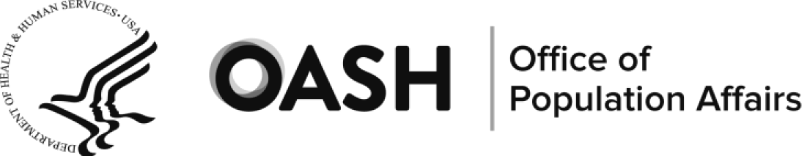 DEPARTMENT OF HEALTH & HUMAN SERVICES • USA
OASH
Office of
Population Affairs